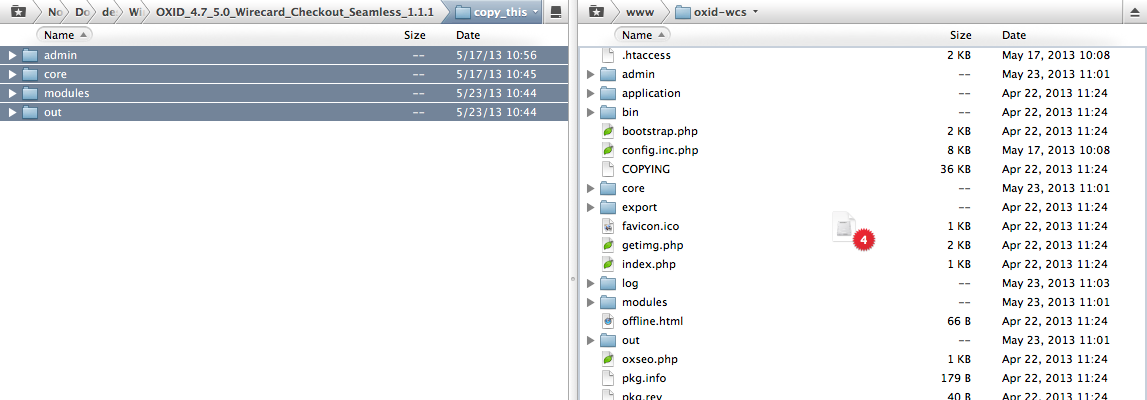 No Do de Wi OXID_4.7_5.0_Wirecard_Checkout_Seamless_1.1.1 copy_this
Name Size Date
admin -- 5/17/13 10:56
core -- 5/17/13 10:45
modules -- 5/23/13 10:44
out -- 5/23/13 10:44
www oxid-wcs
Name Size Date
.htaccess 2 KB May 17, 2013 10:08
admin -- May 23, 2013 11:01
application -- Apr 22, 2013 11:24
bin -- Apr 22, 2013 11:24
bootstrap.php 2 KB Apr 22, 2013 11:24
config.inc.php 8 KB May 17, 2013 10:08
COPYING 36 KB Apr 22, 2013 11:24
core -- May 23, 2013 11:01
export -- Apr 22, 2013 11:24
favicon.ico 1 KB Apr 22, 2013 11:24
4
getimg.php 2 KB Apr 22, 2013 11:24
index.php 1 KB Apr 22, 2013 11:24
log -- May 23, 2013 11:03
modules -- May 23, 2013 11:01
offline.html 66 B Apr 22, 2013 11:24
out -- May 23, 2013 11:01
oxseo.php 1 KB Apr 22, 2013 11:24
pkg.info 179 B Apr 22, 2013 11:24
pkg.rev 40 B Apr 22, 2013 11:24